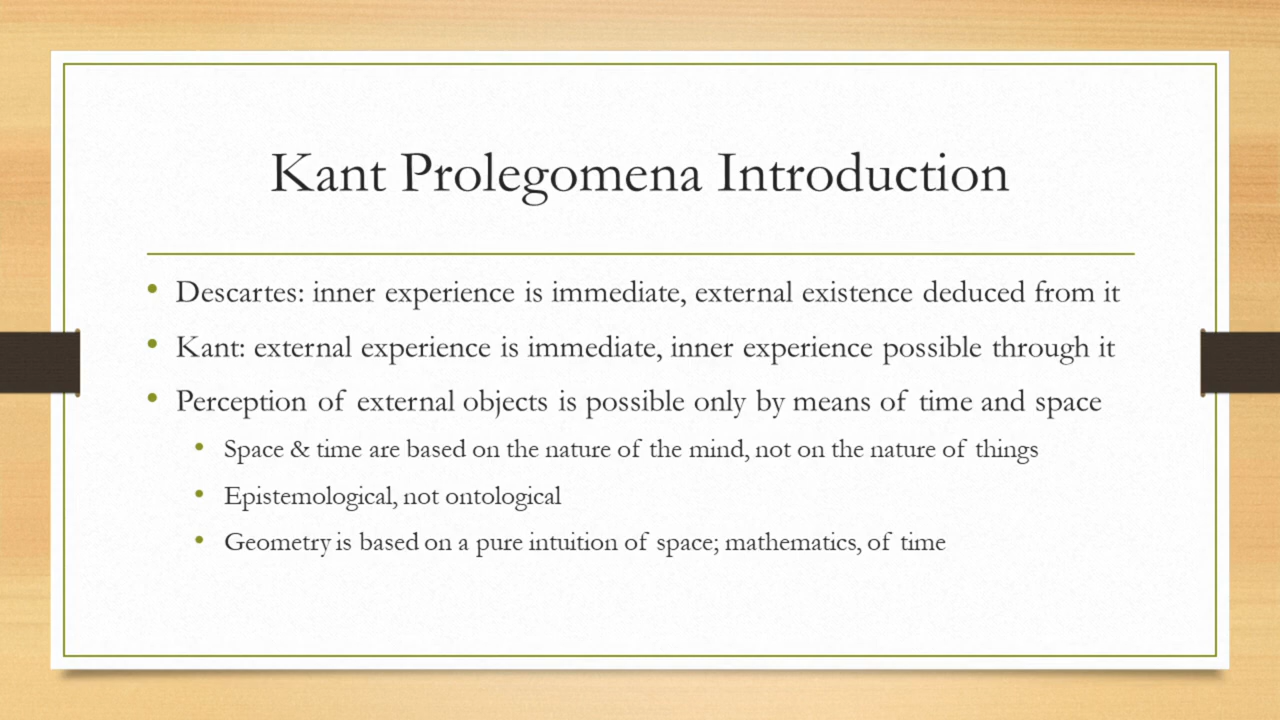 Kant Prolegomena Introduction
• Descartes: inner experience is immediate, external existence deduced from it
• Kant: external experience is immediate, inner experience possible through it
• Perception of external objects is possible only by means of time and space
• Space & time are based on the nature of the mind, not on the nature of things
• Epistemological, not ontological
• Geometry is based on a pure intuition of space; mathematics, of time